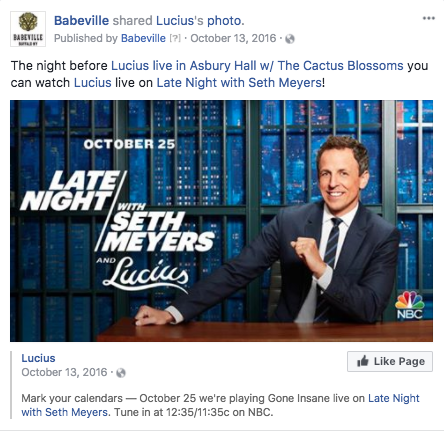 Babeville shared Lucius's photo.
Published by Babeville [?] · October 13, 2016 ·
The night before Lucius live in Asbury Hall w/ The Cactus Blossoms you
can watch Lucius live on Late Night with Seth Meyers!
BABEVILLE
BUFFALO NY
OCTOBER 25
LATE
NIGHT WITH
SETH
MEYERS
AND
Lucius
NBC
Lucius
October 13, 2016 ·
Like Page
Mark your calendars — October 25 we're playing Gone Insane live on Late Night
with Seth Meyers. Tune in at 12:35/11:35c on NBC.